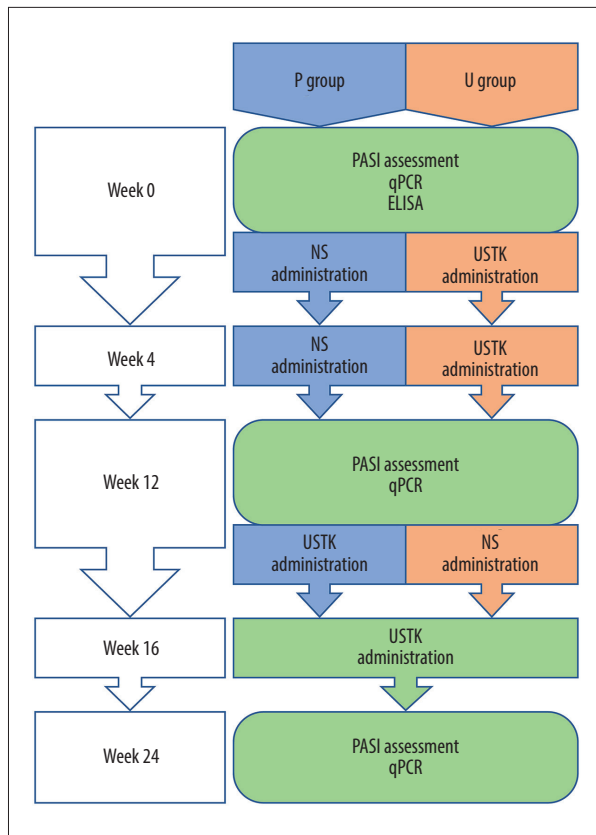 P group
U group
Week 0
PASI assessment
qPCR
ELISA
NS
administration
USTK
administration
Week 4
NS
administration
USTK
administration
Week 12
PASI assessment
qPCR
USTK
administration
NS
administration
Week 16
USTK
administration
Week 24
PASI assessment
qPCR